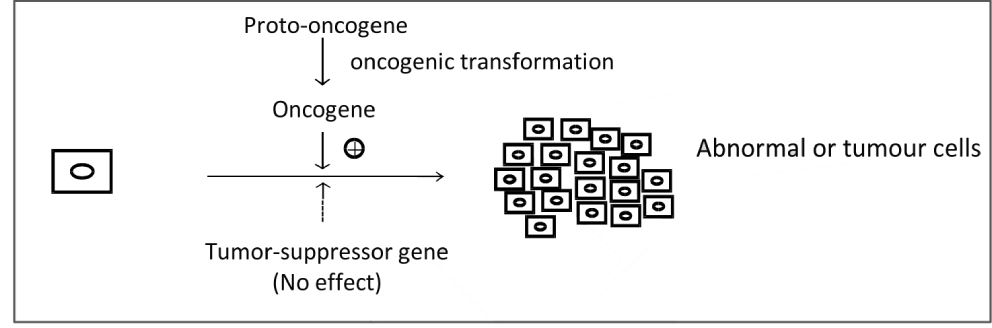 Proto-oncogene
oncogenic transformation
Oncogene
Abnormal or tumour cells
Tumor-suppressor gene
(No effect)